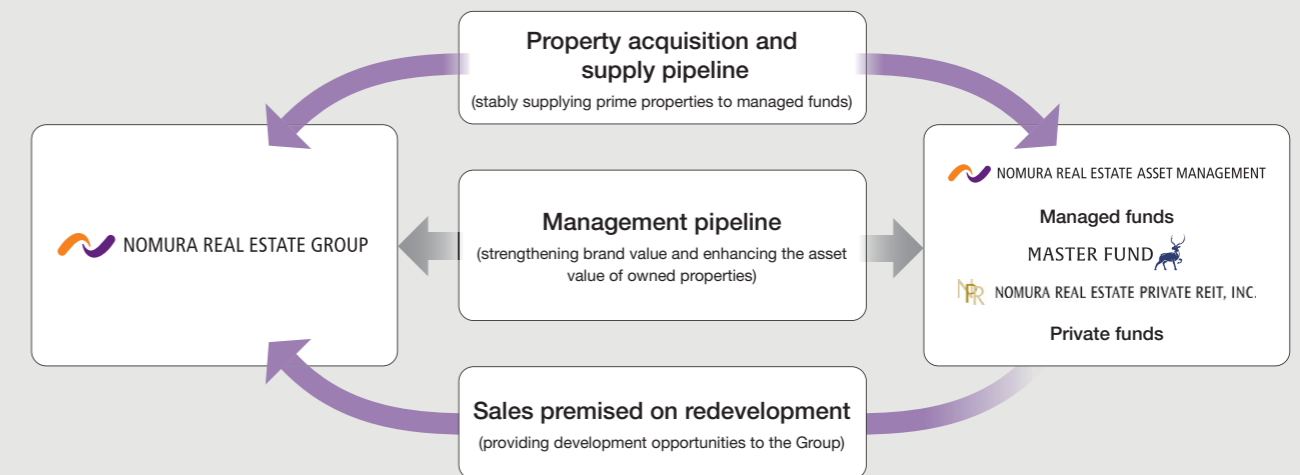 Property acquisition and
supply pipeline
(stably supplying prime properties to managed funds)
NOMURA REAL ESTATE GROUP
Management pipeline
(strengthening brand value and enhancing the asset
value of owned properties)
NOMURA REAL ESTATE ASSET MANAGEMENT
Managed funds
MASTER FUND
NPR NOMURA REAL ESTATE PRIVATE REIT, INC.
Private funds
Sales premised on redevelopment
(providing development opportunities to the Group)